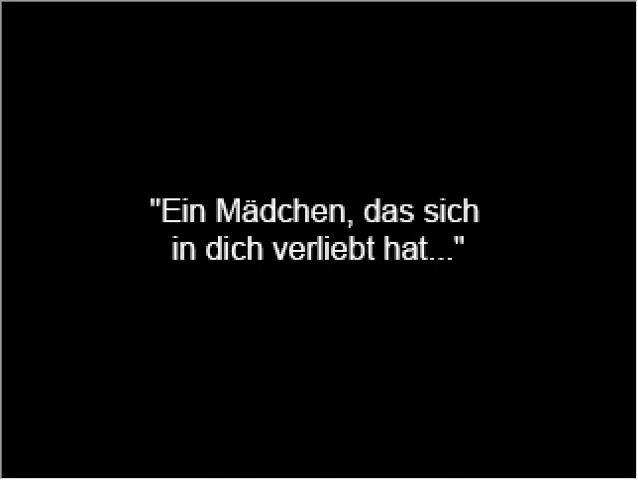 "Ein Mädchen, das sich
in dich verliebt hat..."